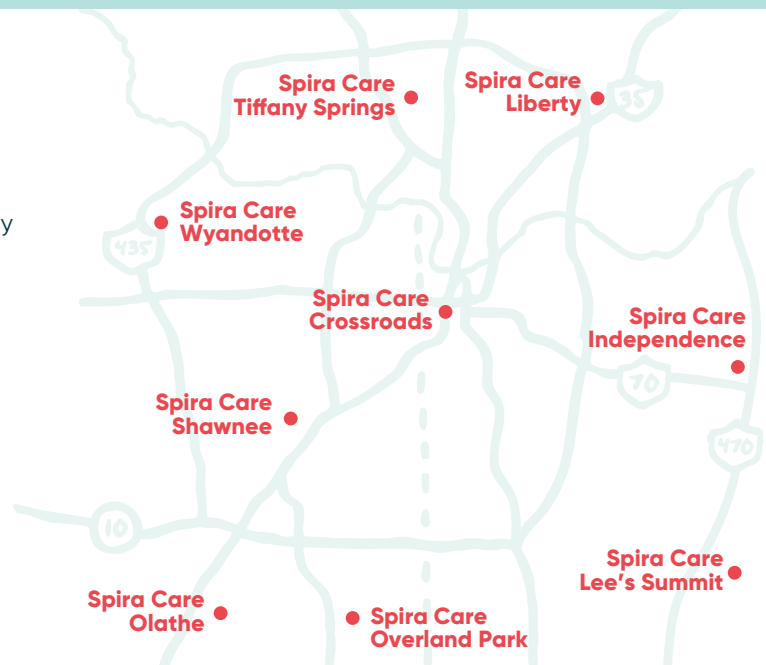 Spira Care
Tiffany Springs
Spira Care
Liberty
35
y
Spira Care
Wyandotte
435
Spira Care
Crossroads
Spira Care
Independence
70
Spira Care
Shawnee
470
10
Spira Care
Lee's Summit
Spira Care
Olathe
Spira Care
Overland Park